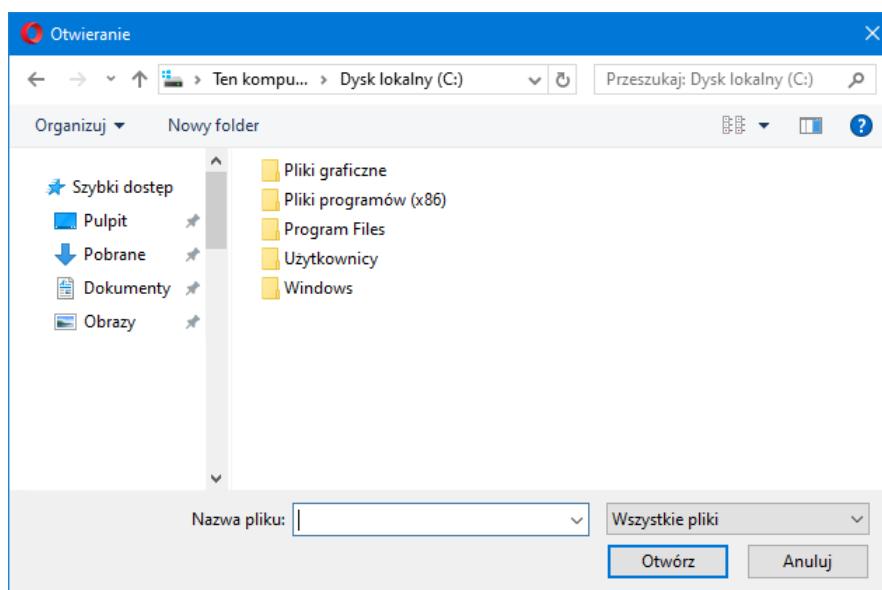 Otwieranie
Ten kompu... › Dysk lokalny (C:)
Przeszukaj: Dysk lokalny (C:)
Organizuj
Nowy folder
Szybki dostęp
Pulpit
Pobrane
Dokumenty
Obrazy
Pliki graficzne
Pliki programów (x86)
Program Files
Użytkownicy
Windows
Nazwa pliku:
Wszystkie pliki
Otwórz
Anuluj